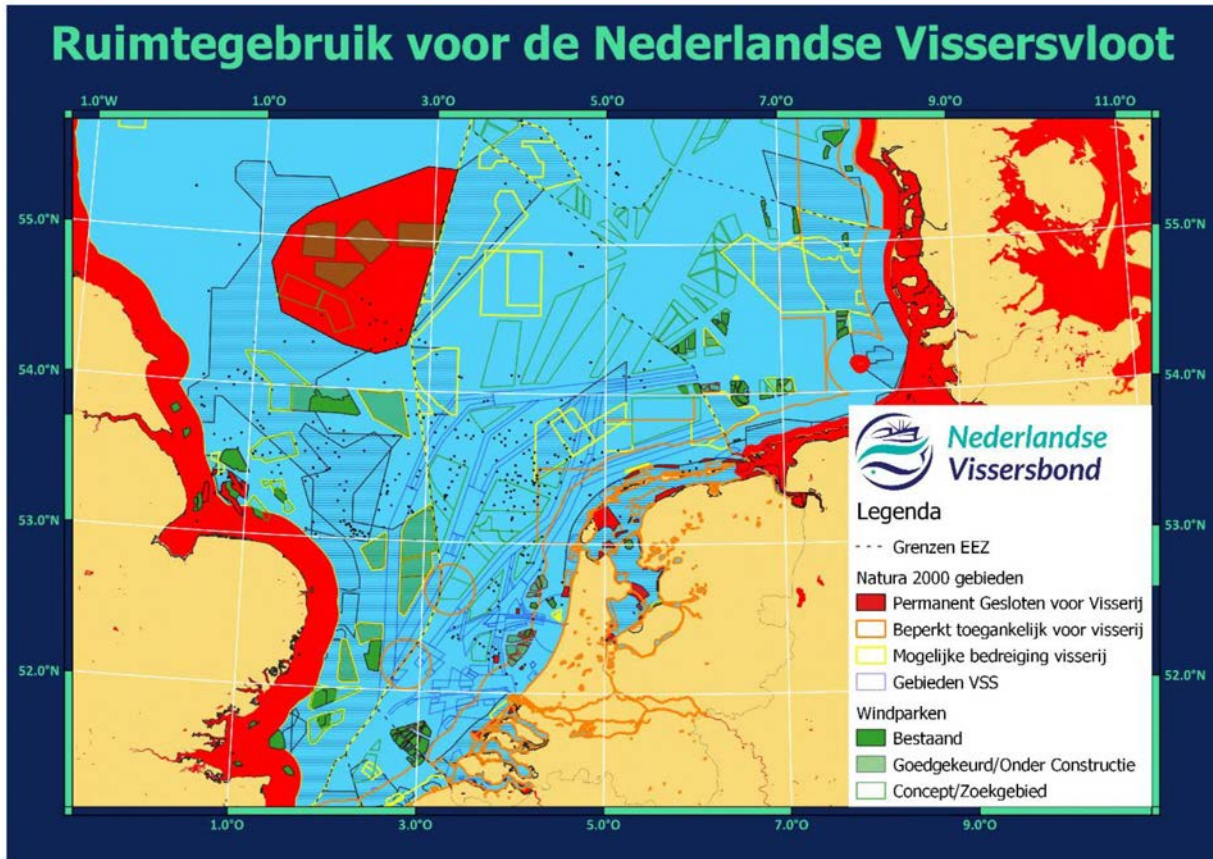 Ruimtegebruik voor de Nederlandse Vissersvloot
1.0°W 1.0°O 3.0°O 5.0°O 7.0°O 9.0°O 11.0°O
55.0°N 55.0°N
54.0°N 54.0°N
53.0°N 53.0°N
52.0°N 52.0°N
Nederlandse
Vissersbond
Legenda
Grenzen EEZ
Natura 2000 gebieden
Permanent Gesloten voor Visserij
Beperkt toegankelijk voor visserij
Mogelijke bedreiging visserij
Gebieden VSS
Windparken
Bestaand
Goedgekeurd/Onder Constructie
Concept/Zoekgebied
1.0°O 3.0°O 5.0°O 7.0°O 9.0°O